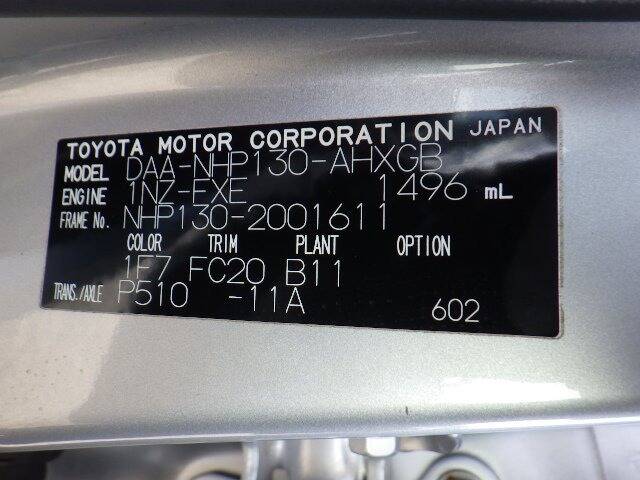 TOYOTA MOTOR CORPORATION JAPAN
MODEL DAA-NHP130-AHXGB
ENGINE 1NZ-EXE 1496 mL
FRAME No. NHP130-2001611
COLOR TRIM PLANT OPTION
1F7 FC20 B11
TRANS./AXLE P510 -11A
602